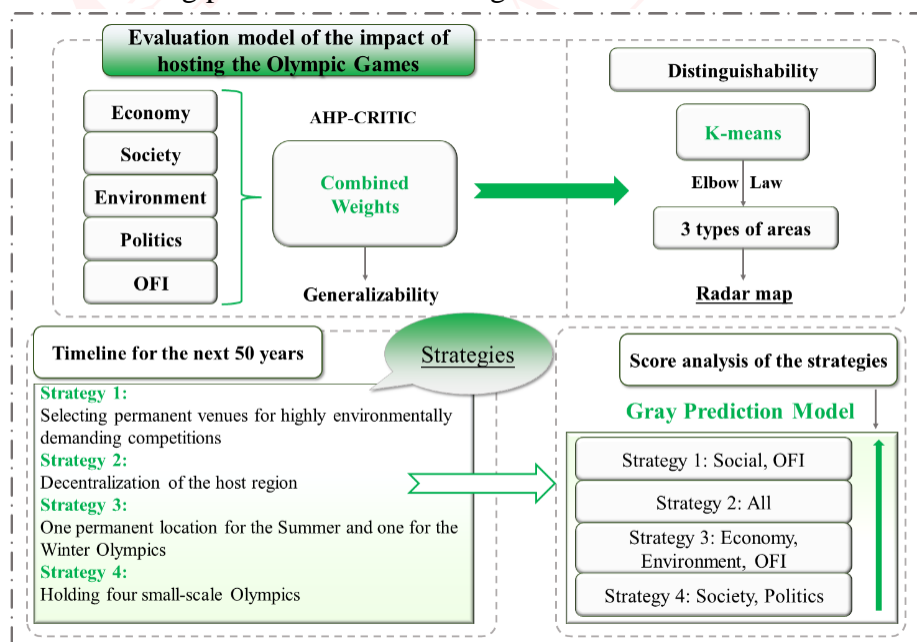 Evaluation model of the impact of
hosting the Olympic Games
Economy
Society
Environment
Politics
OFI
AHP-CRITIC
Combined
Weights
Generalizability
Distinguishability
K-means
Elbow Law
3 types of areas
Radar map
Timeline for the next 50 years
Strategies
Strategy 1:
Selecting permanent venues for highly environmentally
demanding competitions
Strategy 2:
Decentralization of the host region
Strategy 3:
One permanent location for the Summer and one for the
Winter Olympics
Strategy 4:
Holding four small-scale Olympics
Score analysis of the strategies
Gray Prediction Model
Strategy 1: Social, OFI
Strategy 2: All
Strategy 3: Economy,
Environment, OFI
Strategy 4: Society, Politics